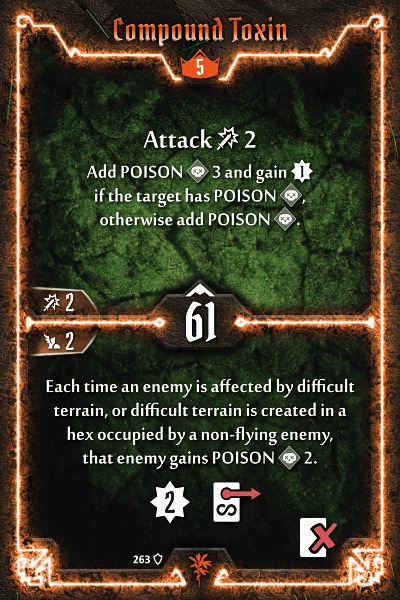 Compound Toxin
5
Attack 2
Add POISON 3 and gain 1
if the target has POISON ,
otherwise add POISON .
2
61
2
Each time an enemy is affected by difficult
terrain, or difficult terrain is created in a
hex occupied by a non-flying enemy,
that enemy gains POISON 2.
2
263